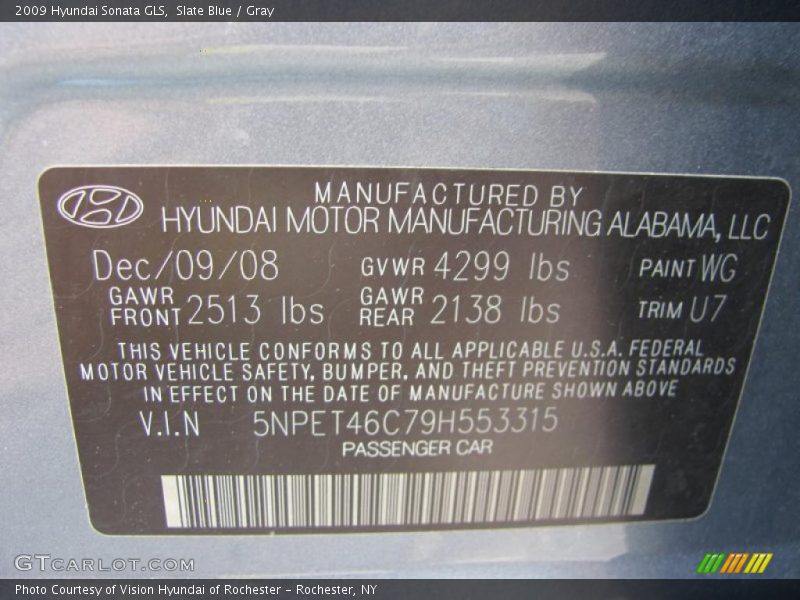 2009 Hyundai Sonata GLS, Slate Blue / Gray
MANUFACTURED BY
HYUNDAI MOTOR MANUFACTURING ALABAMA, LLC
Dec/09/08 GVWR 4299 lbs PAINT WG
GAWR FRONT 2513 lbs GAWR REAR 2138 lbs TRIM U7
THIS VEHICLE CONFORMS TO ALL APPLICABLE U.S.A. FEDERAL
MOTOR VEHICLE SAFETY, BUMPER, AND THEFT PREVENTION STANDARDS
IN EFFECT ON THE DATE OF MANUFACTURE SHOWN ABOVE
V.I.N 5NPET46C79H553315
PASSENGER CAR
GTCARLOT.COM
Photo Courtesy of Vision Hyundai of Rochester - Rochester, NY